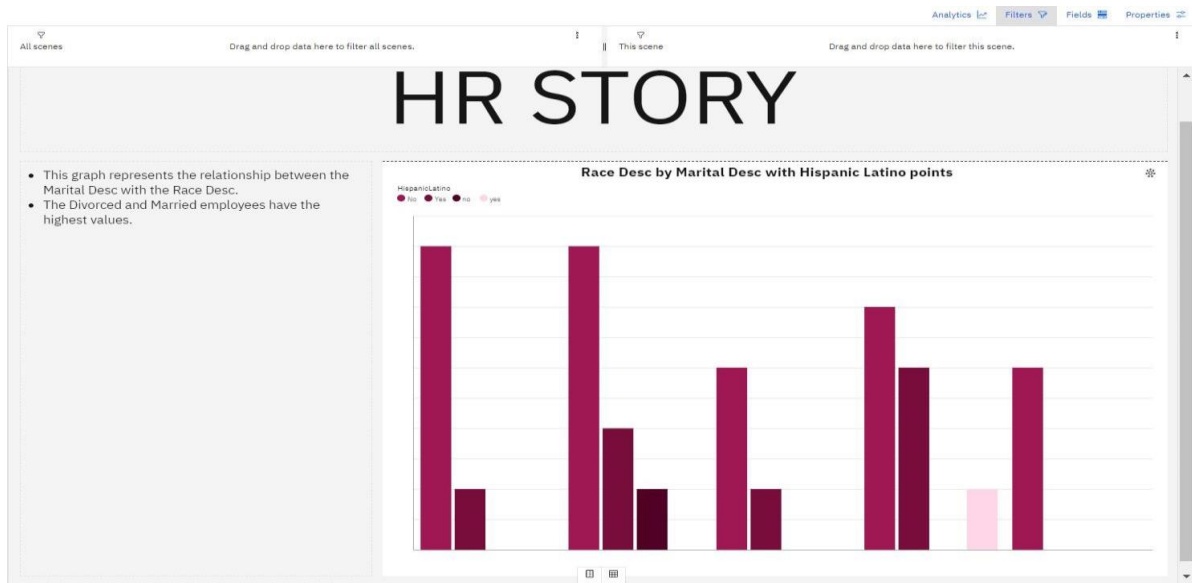 Analytics Filters Fields Properties
All scenes Drag and drop data here to filter all scenes.
This scene Drag and drop data here to filter this scene.
HR STORY
• This graph represents the relationship between the
Marital Desc with the Race Desc.
• The Divorced and Married employees have the
highest values.
Race Desc by Marital Desc with Hispanic Latino points
HispanicLatino
No Yes no yes